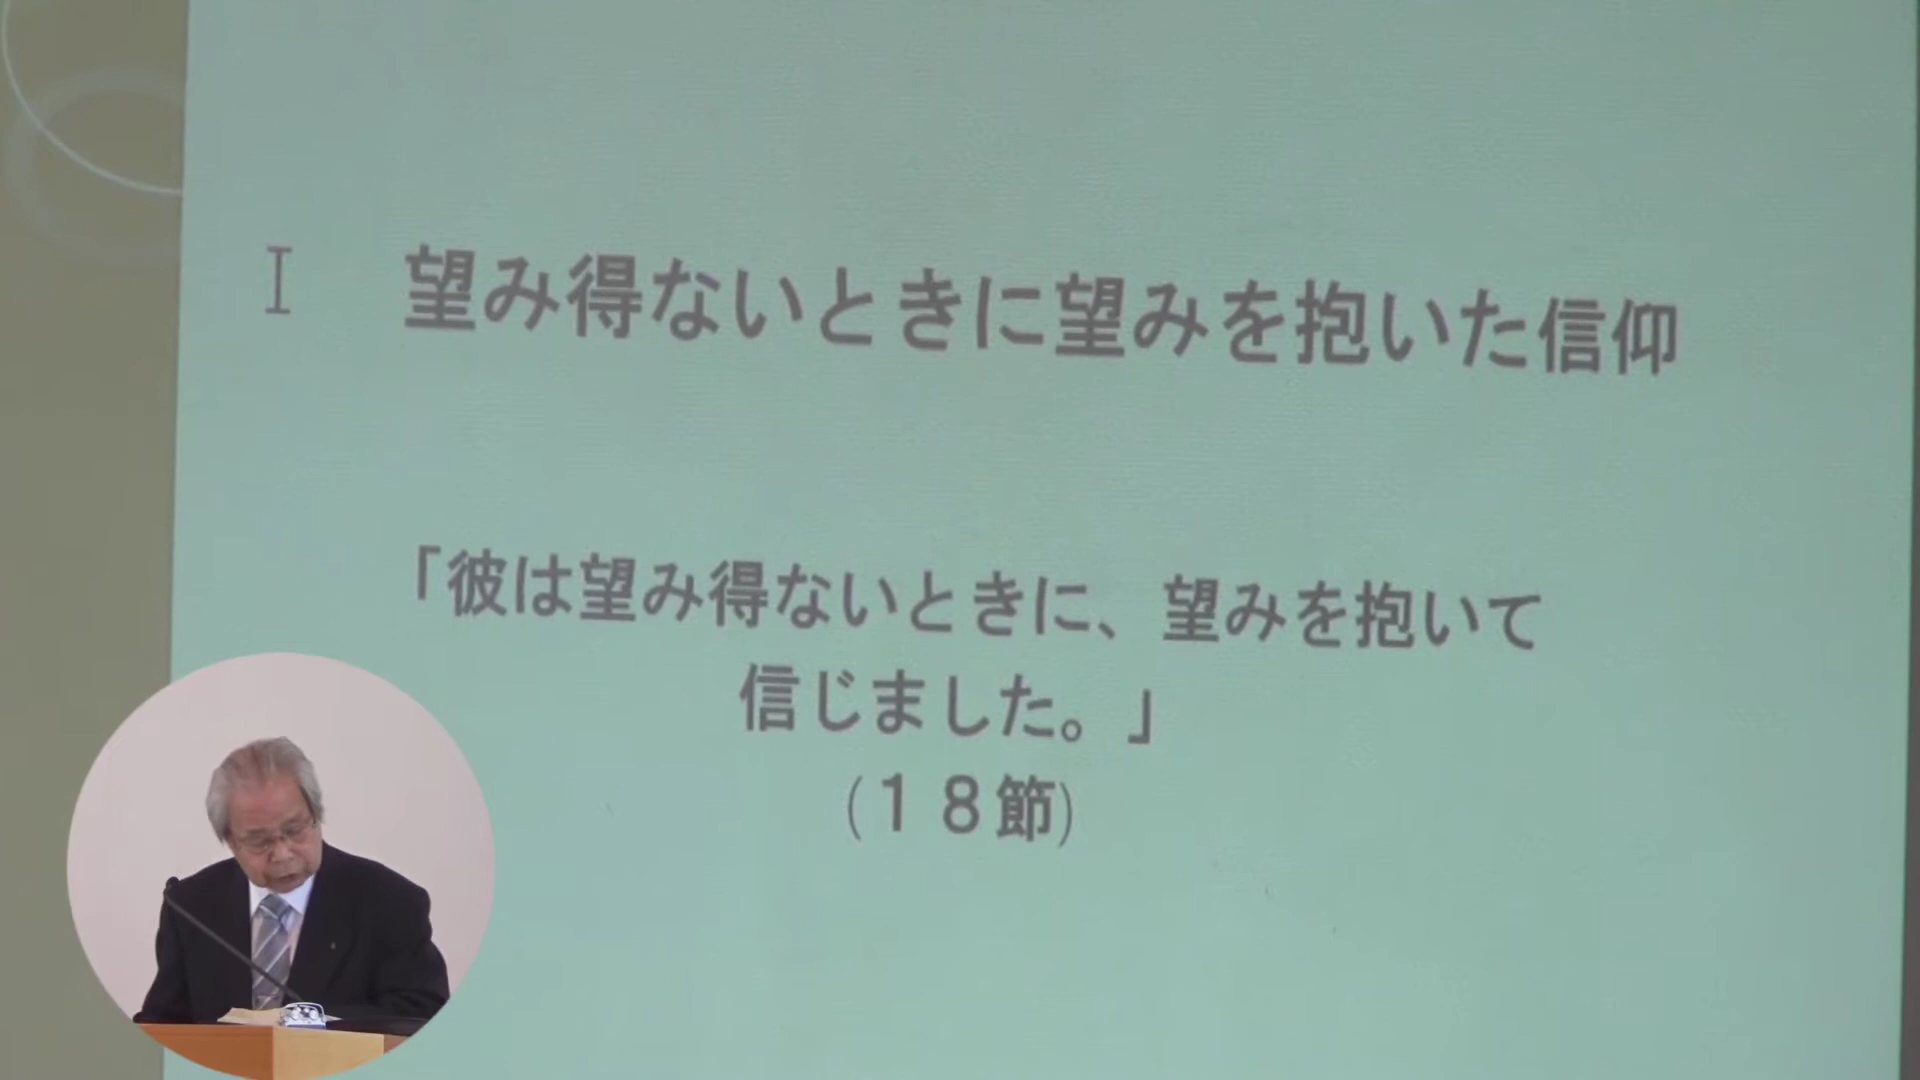 Ⅰ　望み得ないときに望みを抱いた信仰
「彼は望み得ないときに、望みを抱いて
信じました。」
(１８節)